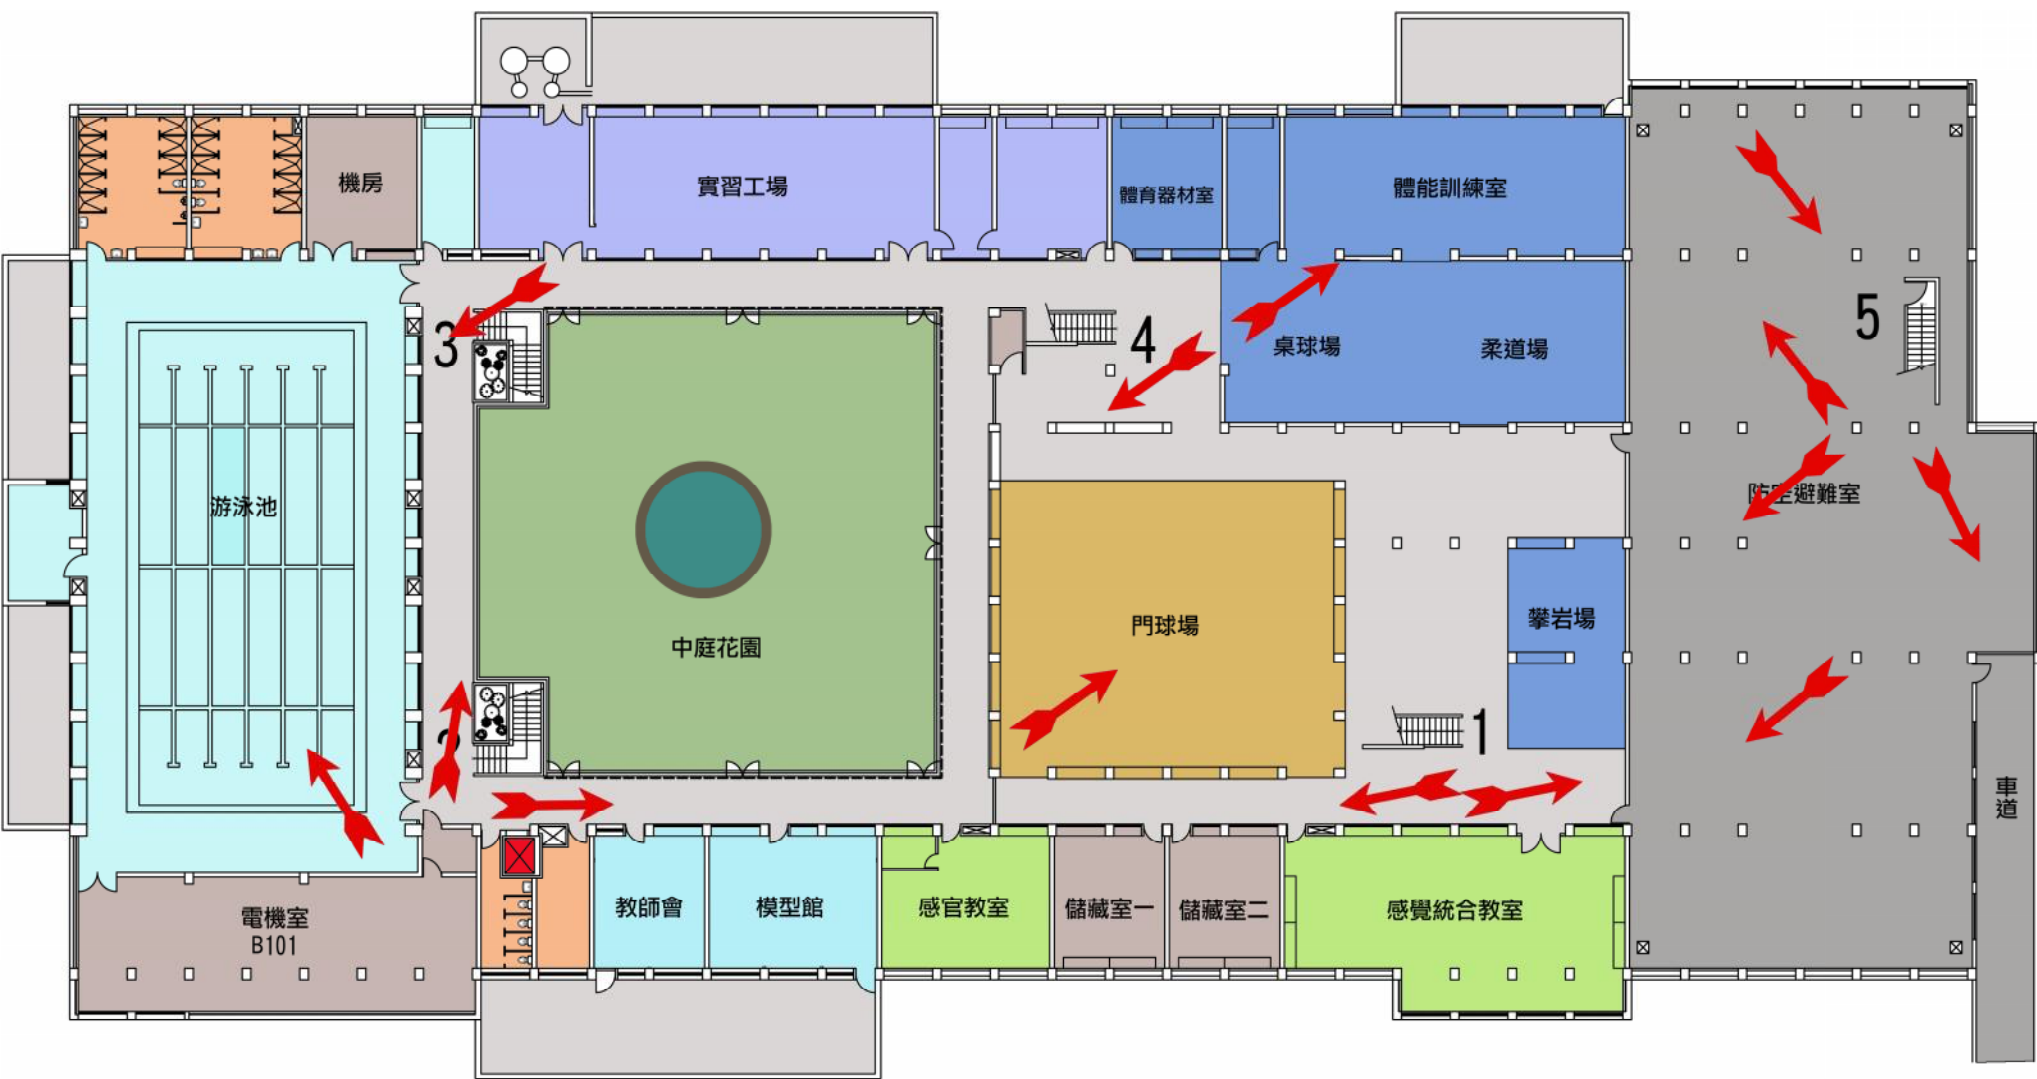 機房
實習工場
體育器材室
體能訓練室
3
4
桌球場
柔道場
5
游泳池
防空避難室
中庭花園
門球場
攀岩場
2
1
車道
電機室
B101
教師會
模型館
感官教室
儲藏室一
儲藏室二
感覺統合教室